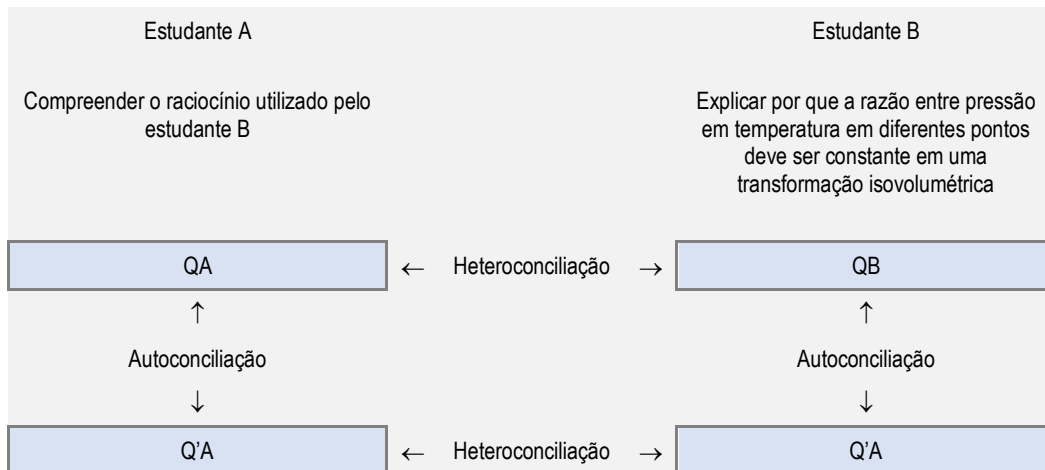 Estudante A
Estudante B
Compreender o raciocínio utilizado pelo
estudante B
Explicar por que a razão entre pressão
em temperatura em diferentes pontos
deve ser constante em uma
transformação isovolumétrica
QA ← Heteroconciliação → QB
↑ ↑
Autoconciliação Autoconciliação
↓ ↓
Q’A ← Heteroconciliação → Q’A